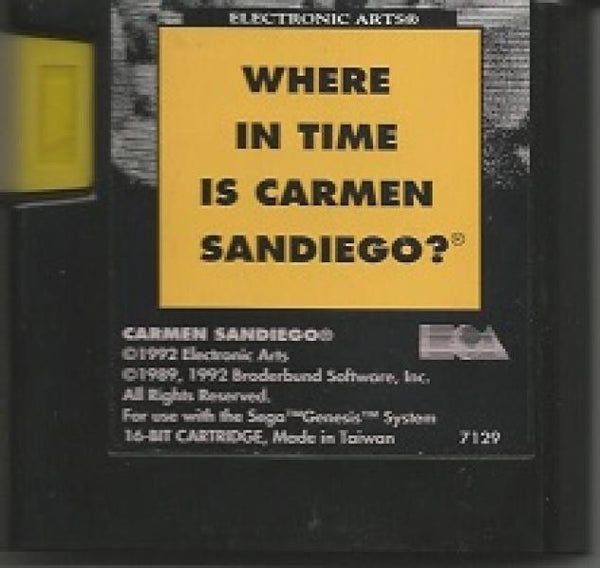 ELECTRONIC ARTS®
WHERE
IN TIME
IS CARMEN
SANDIEGO?®
CARMEN SANDIEGO®
©1992 Electronic Arts
©1989, 1992 Broderbund Software, Inc.
All Rights Reserved.
For use with the Sega™Genesis™ System
16-BIT CARTRIDGE, Made in Taiwan
7129
EA